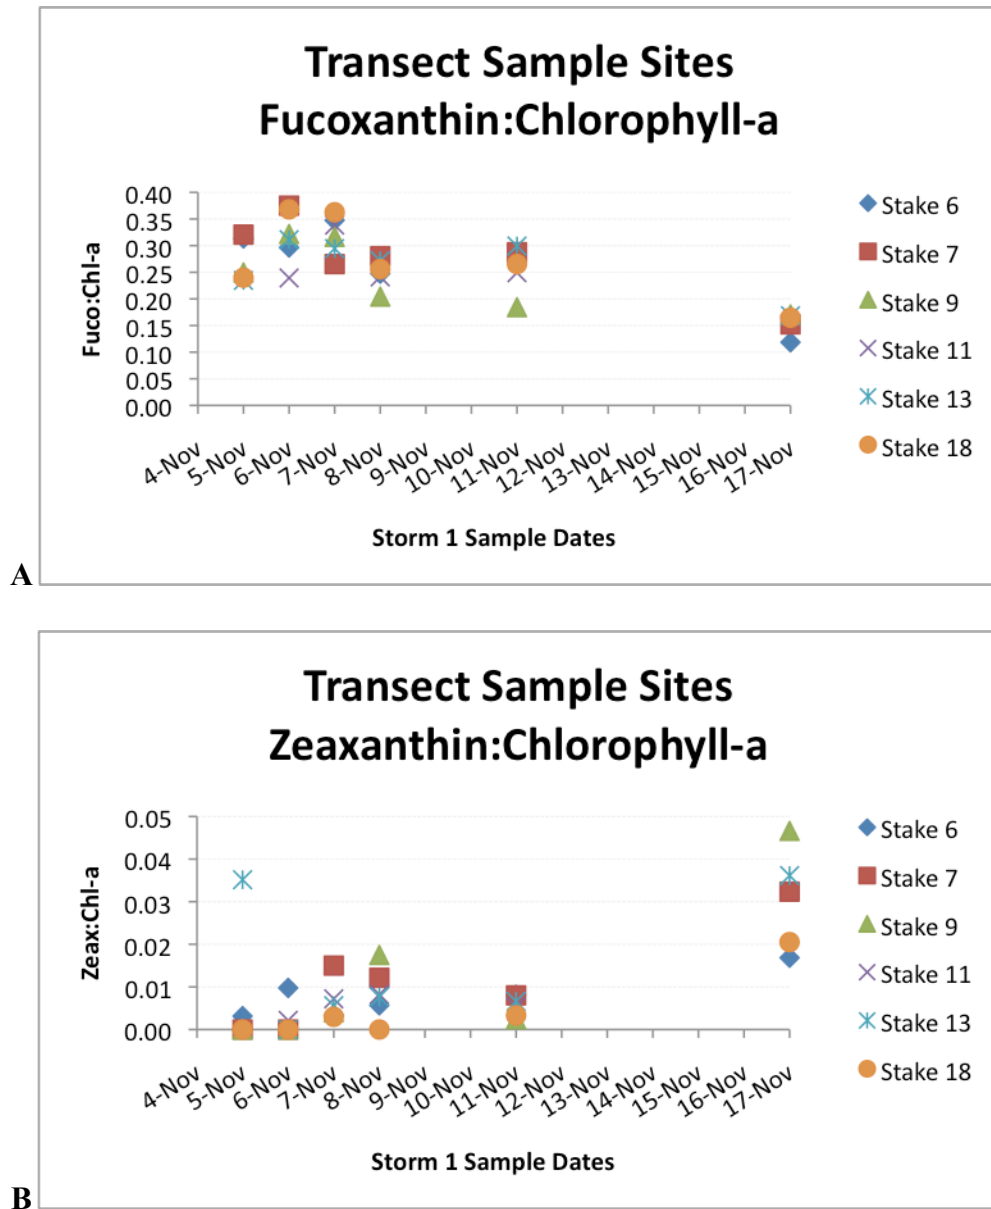 Transect Sample Sites
Fucoxanthin:Chlorophyll-a
Fuco:Chl-a
0.40
0.35
0.30
0.25
0.20
0.15
0.10
0.05
0.00
4-Nov
5-Nov
6-Nov
7-Nov
8-Nov
9-Nov
10-Nov
11-Nov
12-Nov
13-Nov
14-Nov
15-Nov
16-Nov
17-Nov
Storm 1 Sample Dates
Stake 6
Stake 7
Stake 9
Stake 11
Stake 13
Stake 18
A
Transect Sample Sites
Zeaxanthin:Chlorophyll-a
Zeax:Chl-a
0.05
0.04
0.03
0.02
0.01
0.00
4-Nov
5-Nov
6-Nov
7-Nov
8-Nov
9-Nov
10-Nov
11-Nov
12-Nov
13-Nov
14-Nov
15-Nov
16-Nov
17-Nov
Storm 1 Sample Dates
Stake 6
Stake 7
Stake 9
Stake 11
Stake 13
Stake 18
B